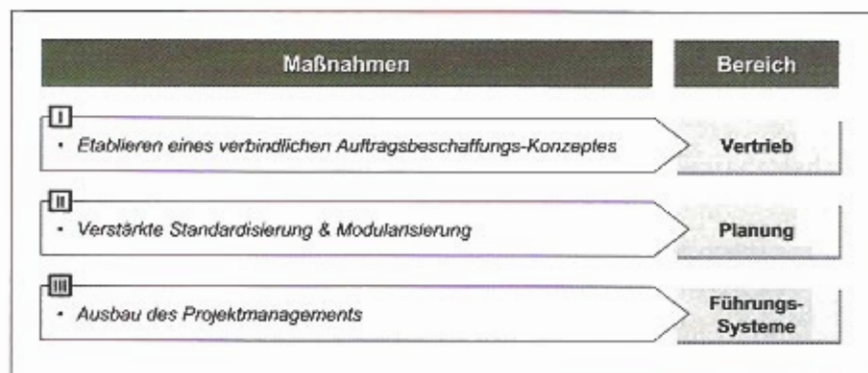 Maßnahmen
Bereich
I
• Etablieren eines verbindlichen Auftragsbeschaffungs-Konzeptes
Vertrieb
II
• Verstärkte Standardisierung & Modularisierung
Planung
III
• Ausbau des Projektmanagements
Führungs-
Systeme